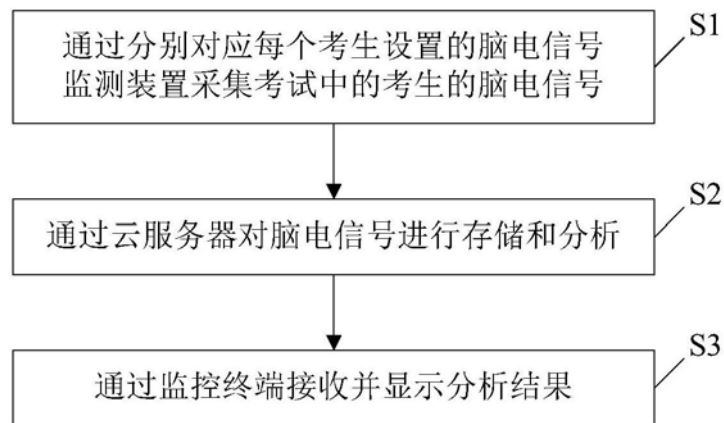 通过分别对应每个考生设置的脑电信号
监测装置采集考试中的考生的脑电信号
S1
通过云服务器对脑电信号进行存储和分析
S2
通过监控终端接收并显示分析结果
S3